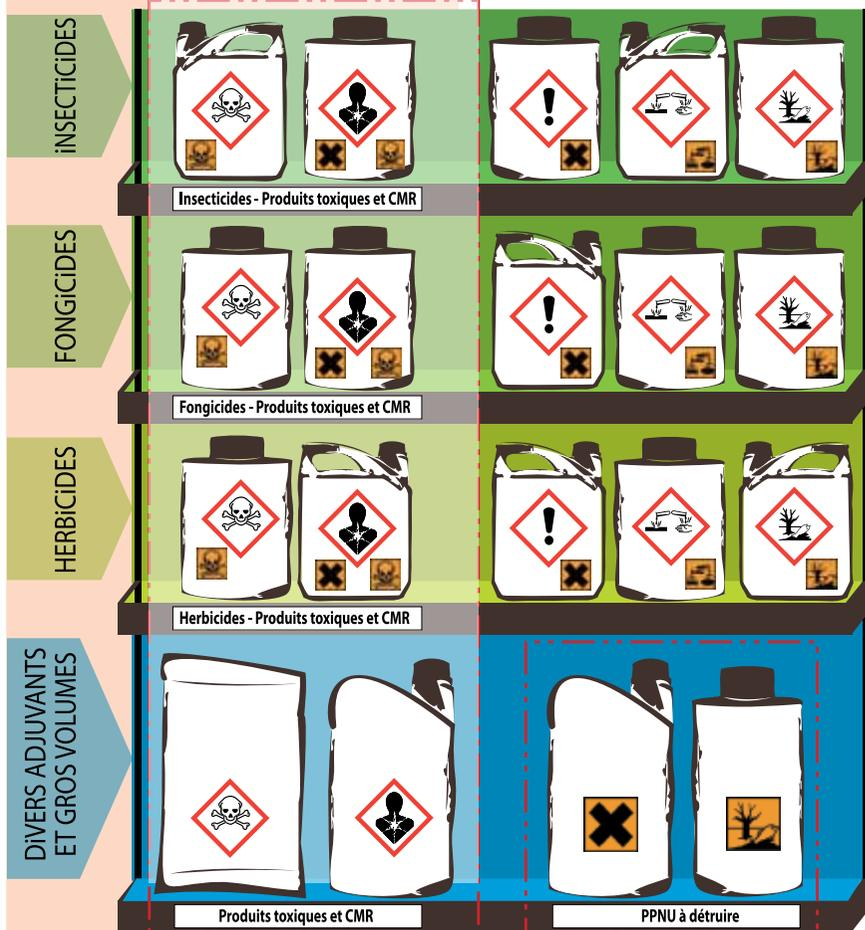 iNSECTiCiDES
Insecticides - Produits toxiques et CMR
FONGiCiDES
Fongicides - Produits toxiques et CMR
HERBiCiDES
Herbicides - Produits toxiques et CMR
DiVERS ADJUVANTS
ET GROS VOLUMES
Produits toxiques et CMR
PPNU à détruire